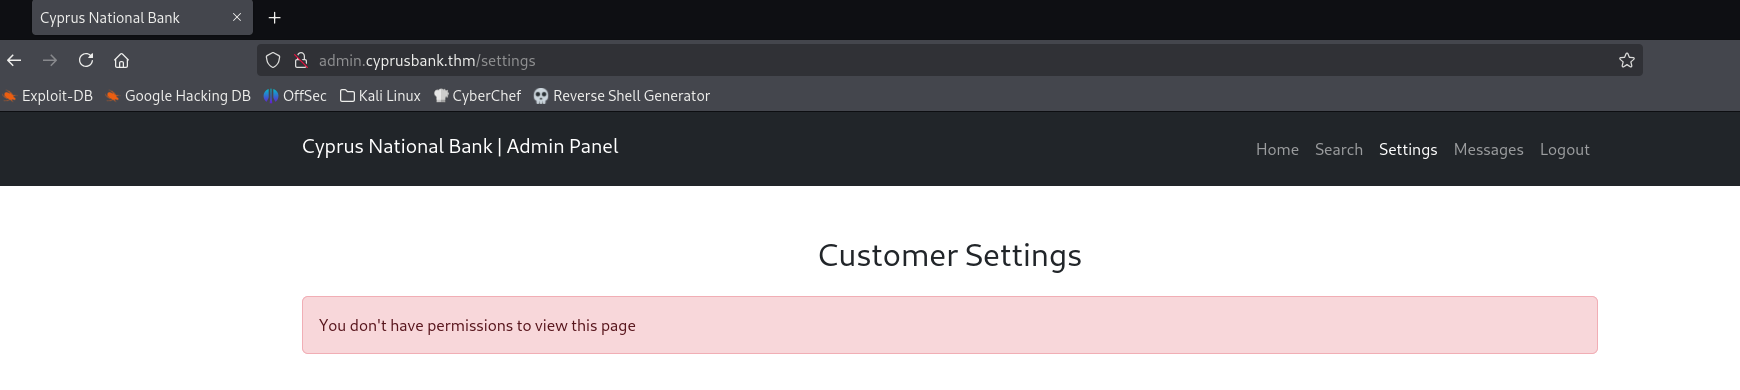 Cyprus National Bank
admin.cyprusbank.thm/settings
Exploit-DB Google Hacking DB OffSec Kali Linux CyberChef Reverse Shell Generator
Cyprus National Bank | Admin Panel Home Search Settings Messages Logout
Customer Settings
You don't have permissions to view this page